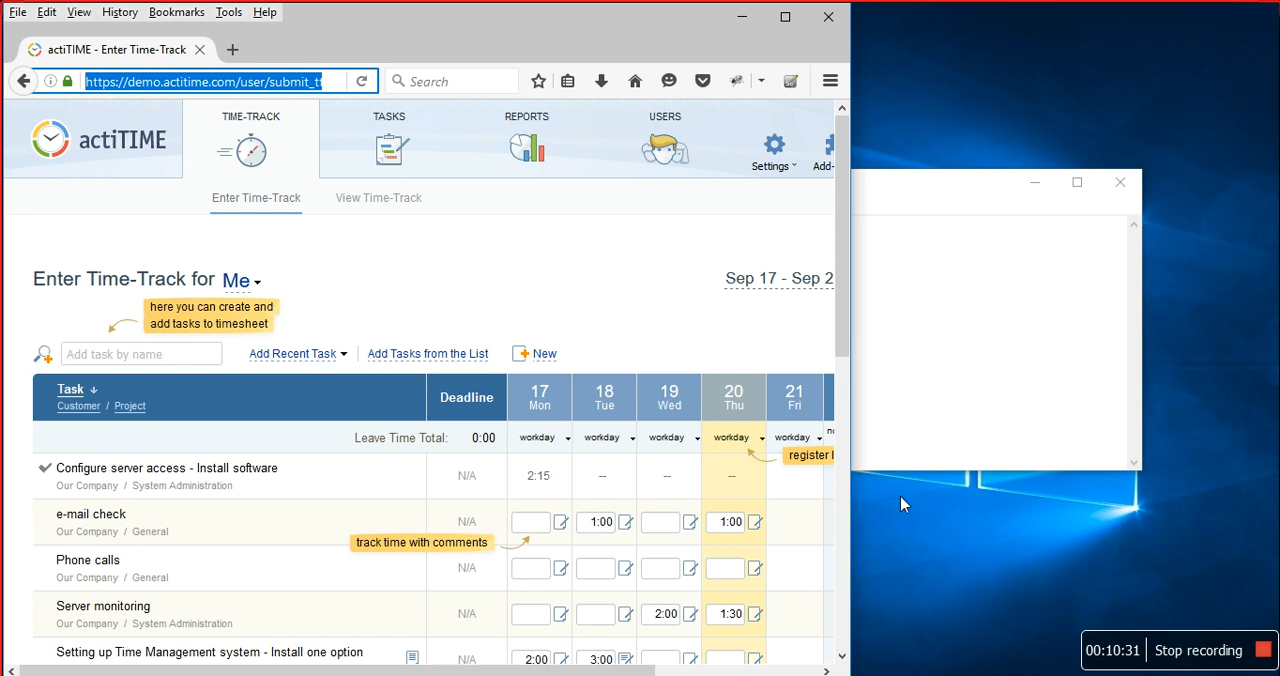 File Edit View History Bookmarks Tools Help
actiTIME - Enter Time-Track
https://demo.actitime.com/user/submit_tt
Search
actiTIME
TIME-TRACK TASKS REPORTS USERS
Settings Add-
Enter Time-Track View Time-Track
Enter Time-Track for Me
Sep 17 - Sep 2
here you can create and
add tasks to timesheet
Add task by name
Add Recent Task Add Tasks from the List New
Task Deadline 17 18 19 20 21
Customer / Project Mon Tue Wed Thu Fri
Leave Time Total: 0:00 workday workday workday workday workday
register
Configure server access - Install software N/A 2:15 -- -- --
Our Company / System Administration
e-mail check N/A 1:00 1:00
Our Company / General
track time with comments
Phone calls N/A
Our Company / General
Server monitoring N/A 2:00 1:30
Our Company / System Administration
Setting up Time Management system - Install one option N/A 2:00 3:00
00:10:31 Stop recording